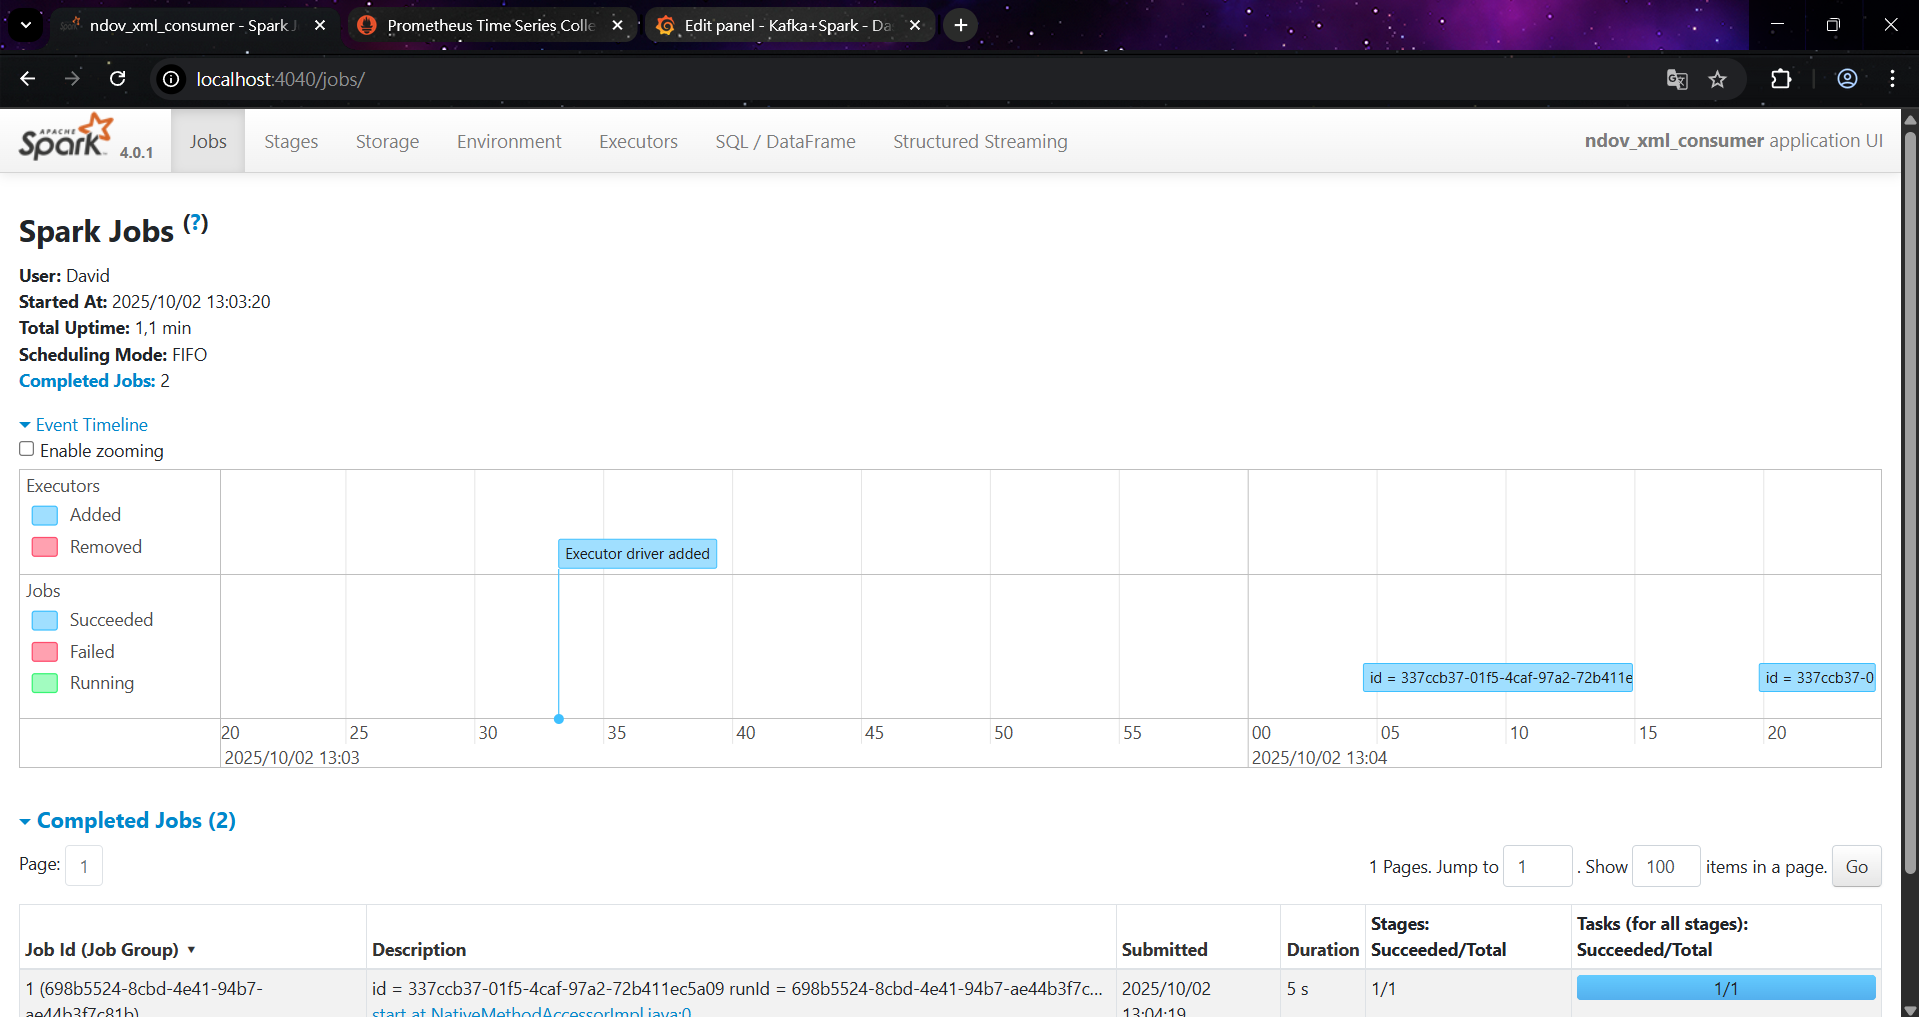 ndov_xml_consumer - Spark J
Prometheus Time Series Colle
Edit panel - Kafka+Spark - Da
localhost:4040/jobs/
APACHE
Spark 4.0.1
Jobs
Stages
Storage
Environment
Executors
SQL / DataFrame
Structured Streaming
ndov_xml_consumer application UI
Spark Jobs (?)
User: David
Started At: 2025/10/02 13:03:20
Total Uptime: 1,1 min
Scheduling Mode: FIFO
Completed Jobs: 2
Event Timeline
Enable zooming
Executors
Added
Removed
Executor driver added
Jobs
Succeeded
Failed
Running
id = 337ccb37-01f5-4caf-97a2-72b411e
id = 337ccb37-0
20 25 30 35 40 45 50 55 00 05 10 15 20
2025/10/02 13:03 2025/10/02 13:04
Completed Jobs (2)
Page: 1
1 Pages. Jump to 1 . Show 100 items in a page. Go
Job Id (Job Group) ▾ Description Submitted Duration Stages: Succeeded/Total Tasks (for all stages): Succeeded/Total
1 (698b5524-8cbd-4e41-94b7-
ae44b3f7c81b)
id = 337ccb37-01f5-4caf-97a2-72b411ec5a09 runId = 698b5524-8cbd-4e41-94b7-ae44b3f7c...
start at NativeMethodAccessorImpl.java:0
2025/10/02
13:04:19
5 s
1/1
1/1